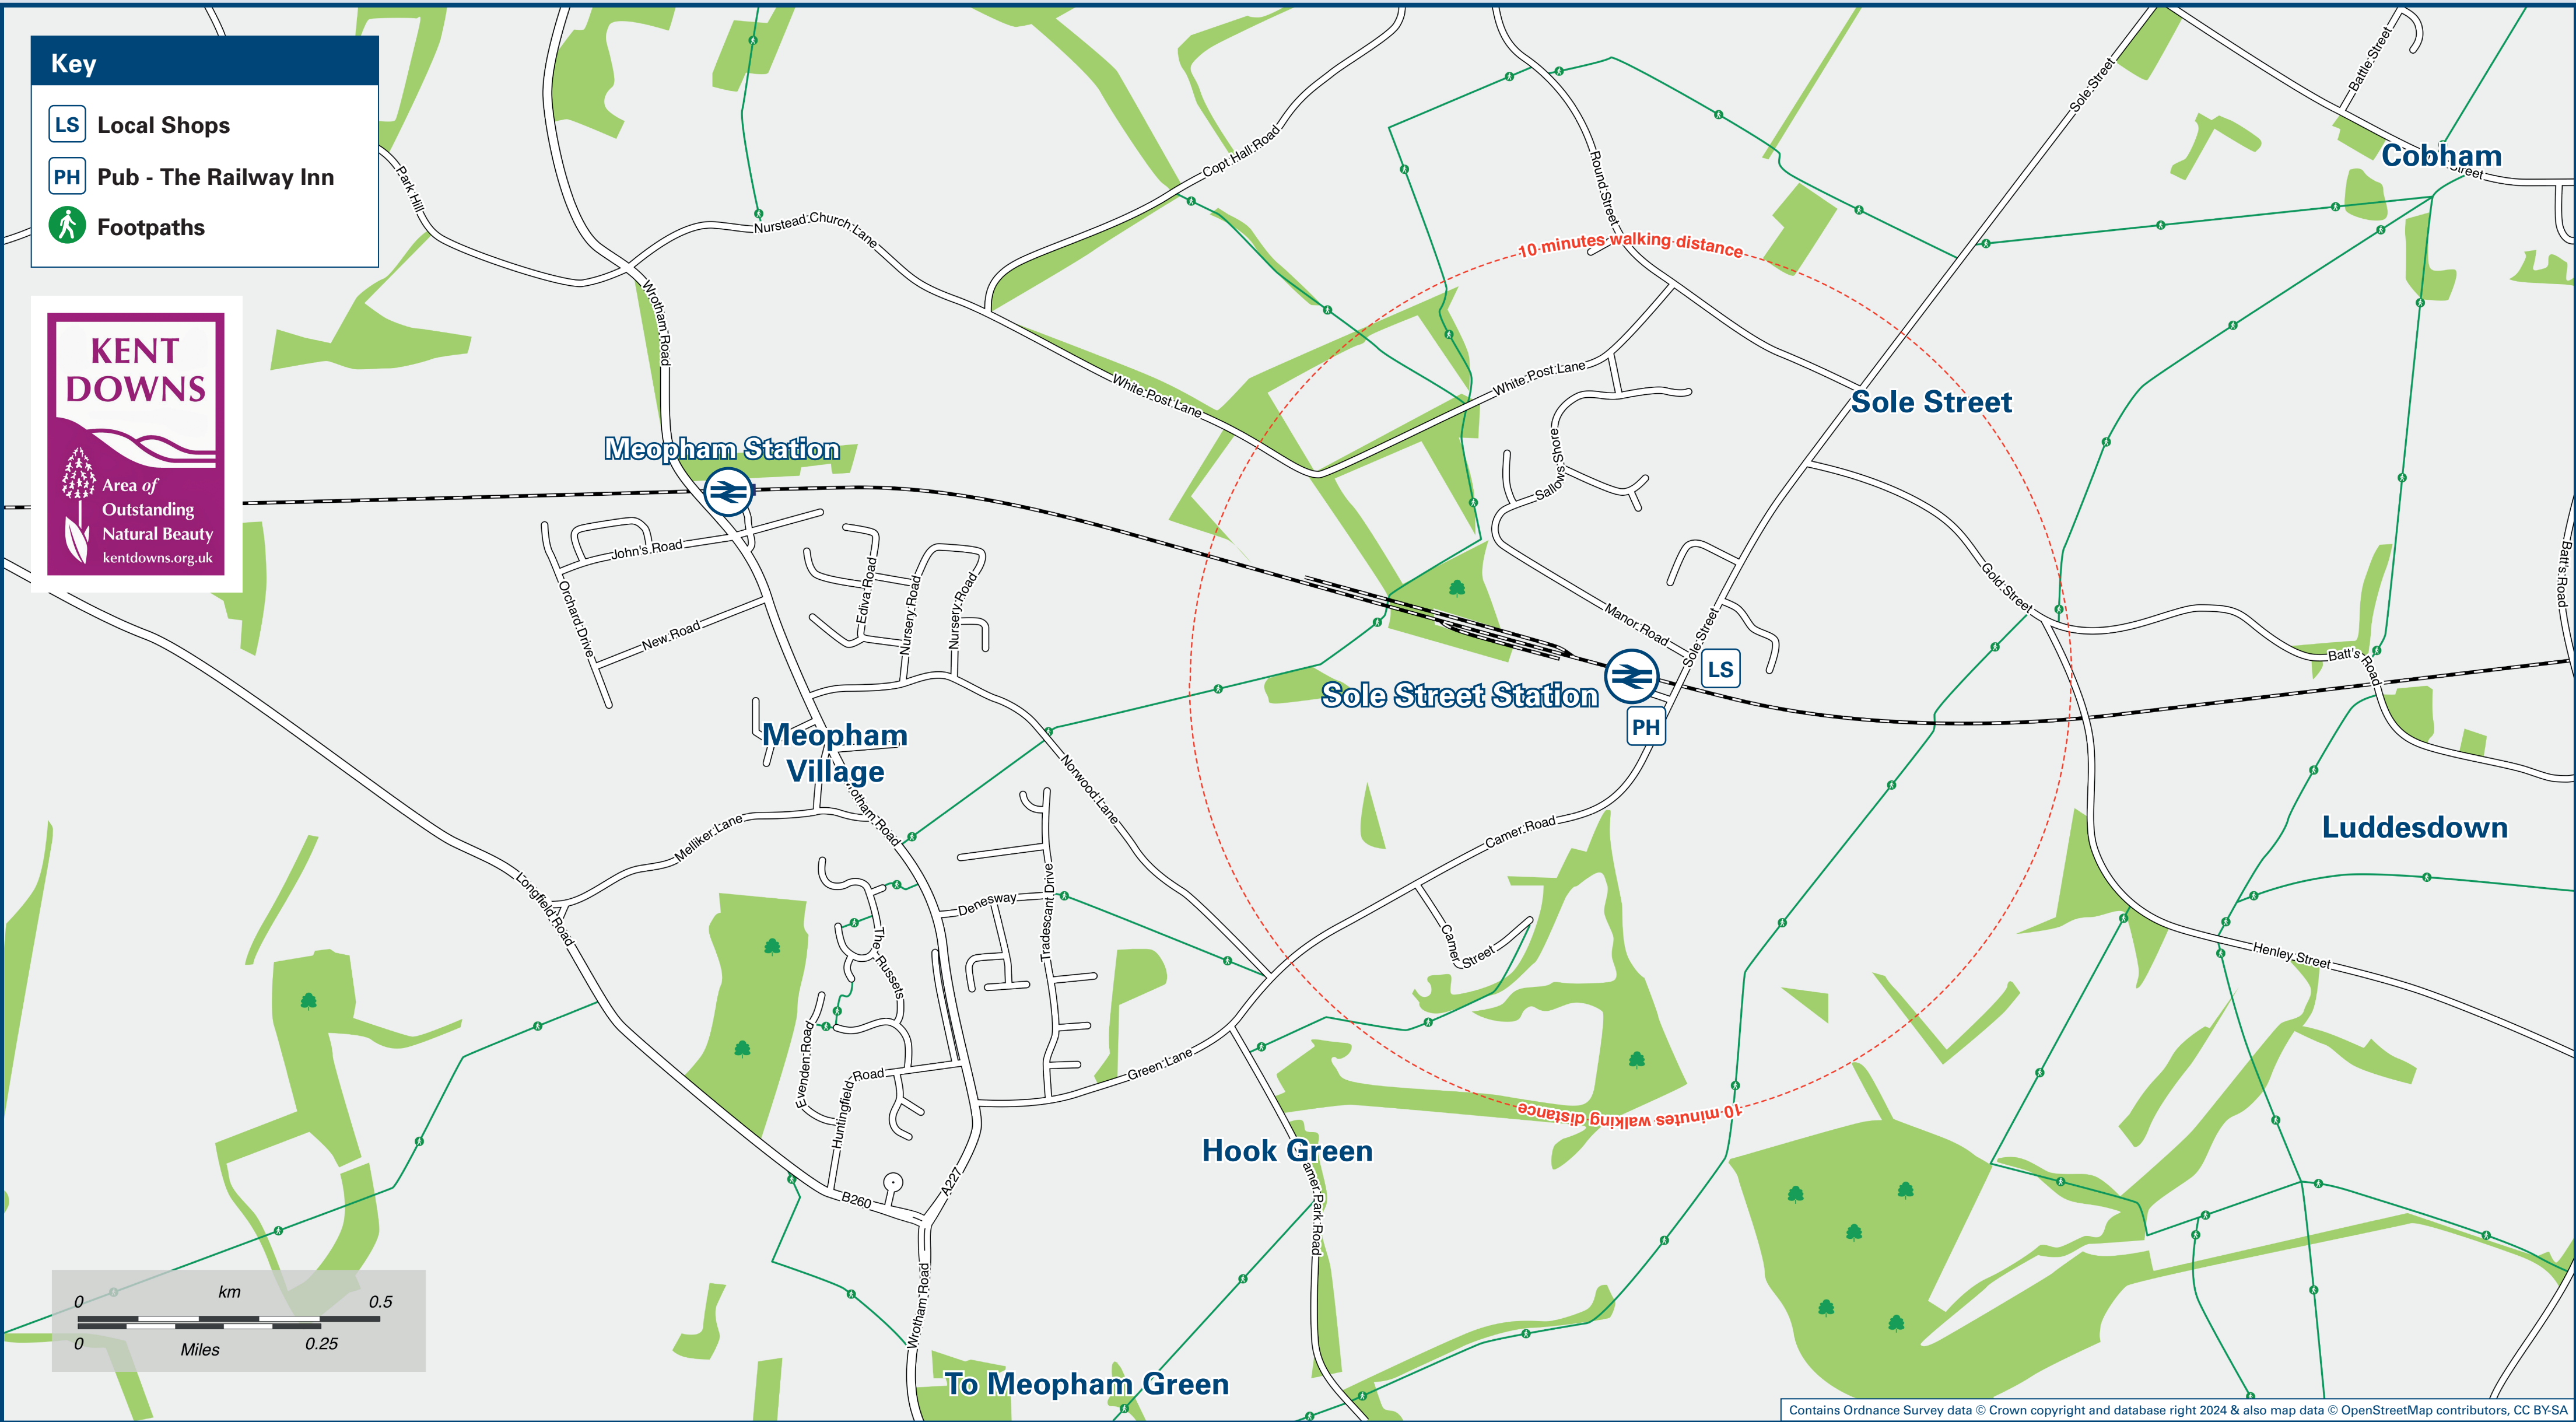 Key
LS Local Shops
PH Pub - The Railway Inn
Footpaths
KENT
DOWNS
Area of
Outstanding
Natural Beauty
kentdowns.org.uk
Park Hill
Wrotham Road
Nurstead Church Lane
Copt Hall Road
Round Street
Sole Street
Battle Street
Cobham
Street
10 minutes walking distance
White Post Lane
White Post Lane
Sole Street
Meopham Station
Sallows Shore
Gold Street
Batt's Road
John's Road
Orchard Drive
New Road
Ediva Road
Nursery Road
Nursery Road
Manor Road
Sole Street
LS
Sole Street Station
PH
Batt's Road
Meopham
Village
Norwood Lane
Wrotham Road
Melliker Lane
Camer Road
Luddesdown
Longfield Road
Denesway
Tradescant Drive
The Russets
Camer Street
Henley Street
Evenden Road
Huntingfield Road
Green Lane
10 minutes walking distance
Hook Green
Camer Park Road
A227
B260
Wrotham Road
0 km 0.5
0 Miles 0.25
To Meopham Green
Contains Ordnance Survey data © Crown copyright and database right 2024 & also map data © OpenStreetMap contributors, CC BY-SA